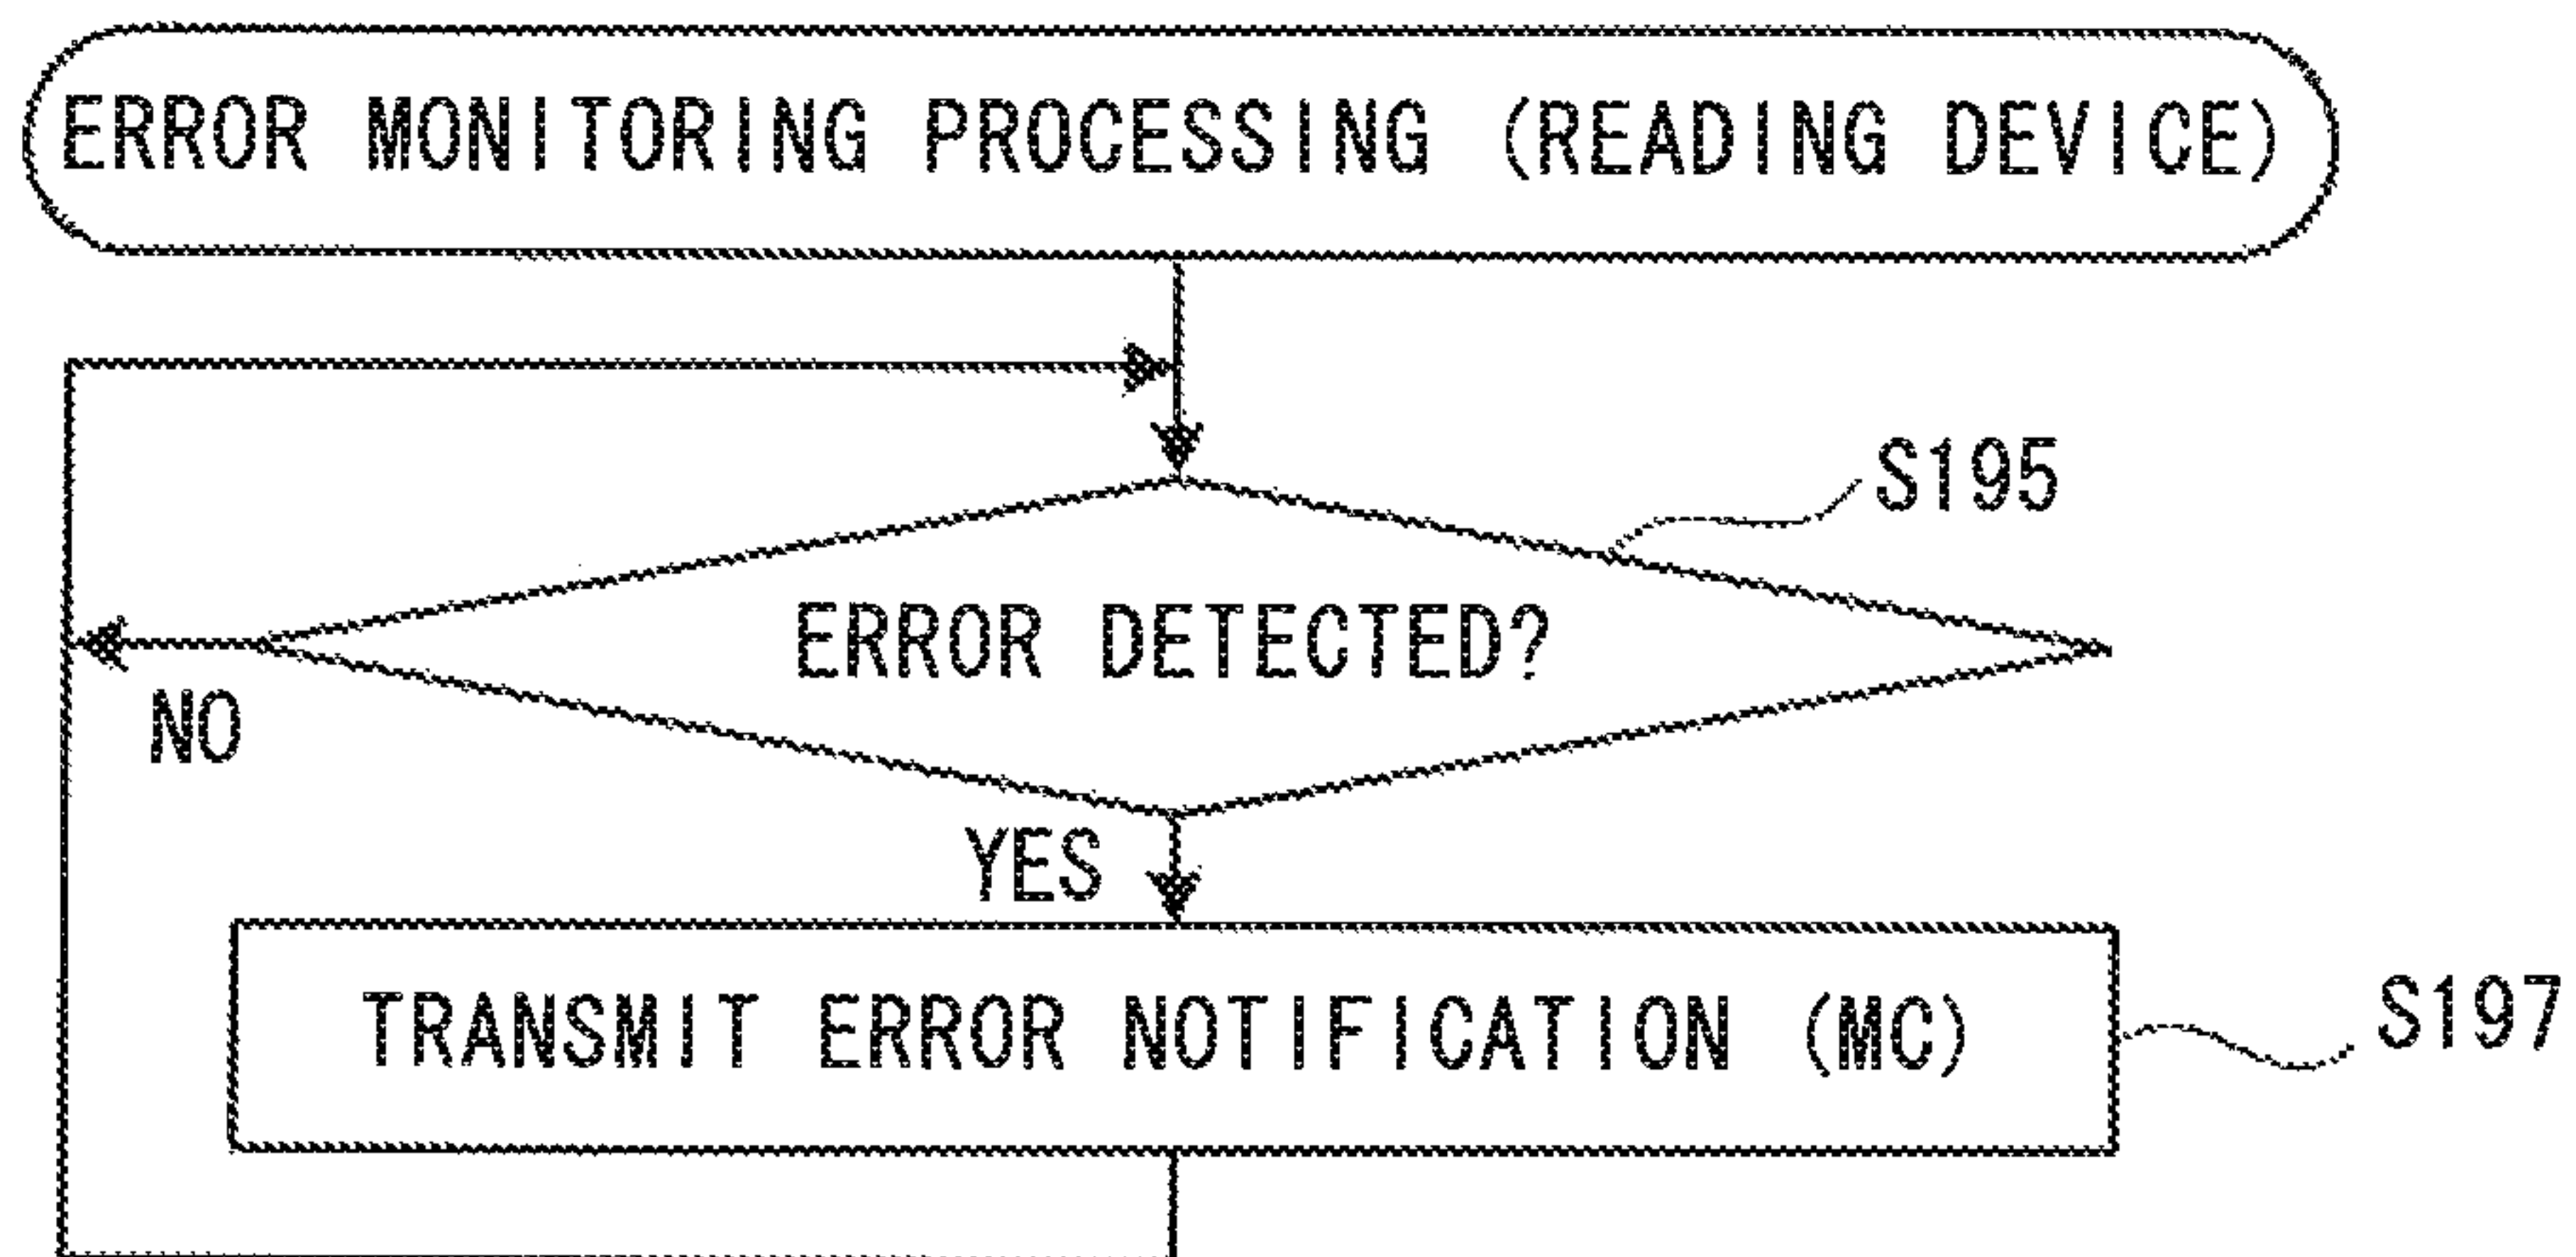 ERROR MONITORING PROCESSING (READING DEVICE)
S195
ERROR DETECTED?
NO
YES
TRANSMIT ERROR NOTIFICATION (MC)
S197